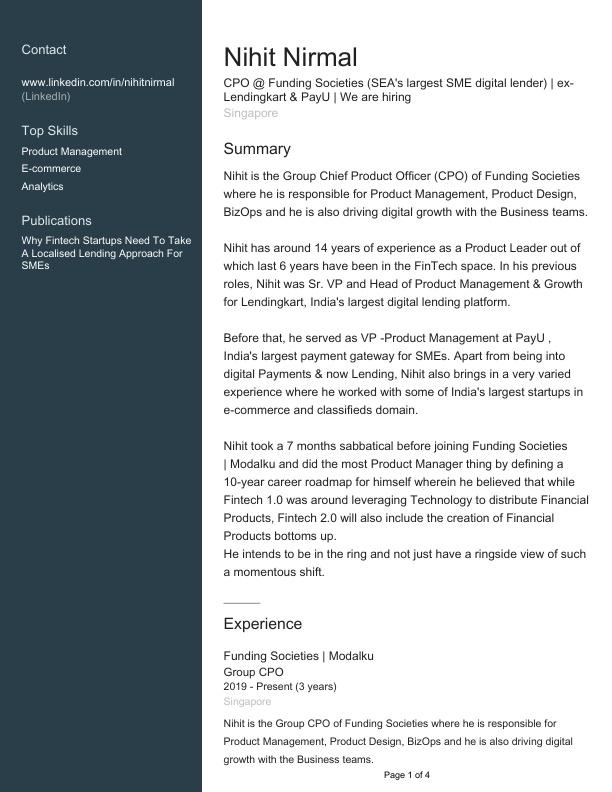 Contact
www.linkedin.com/in/nihitnirmal
(LinkedIn)
Top Skills
Product Management
E-commerce
Analytics
Publications
Why Fintech Startups Need To Take
A Localised Lending Approach For
SMEs
Nihit Nirmal
CPO @ Funding Societies (SEA's largest SME digital lender) | ex-
Lendingkart & PayU | We are hiring
Singapore
Summary
Nihit is the Group Chief Product Officer (CPO) of Funding Societies
where he is responsible for Product Management, Product Design,
BizOps and he is also driving digital growth with the Business teams.
Nihit has around 14 years of experience as a Product Leader out of
which last 6 years have been in the FinTech space. In his previous
roles, Nihit was Sr. VP and Head of Product Management & Growth
for Lendingkart, India's largest digital lending platform.
Before that, he served as VP -Product Management at PayU ,
India's largest payment gateway for SMEs. Apart from being into
digital Payments & now Lending, Nihit also brings in a very varied
experience where he worked with some of India's largest startups in
e-commerce and classifieds domain.
Nihit took a 7 months sabbatical before joining Funding Societies
| Modalku and did the most Product Manager thing by defining a
10-year career roadmap for himself wherein he believed that while
Fintech 1.0 was around leveraging Technology to distribute Financial
Products, Fintech 2.0 will also include the creation of Financial
Products bottoms up.
He intends to be in the ring and not just have a ringside view of such
a momentous shift.
Experience
Funding Societies | Modalku
Group CPO
2019 - Present (3 years)
Singapore
Nihit is the Group CPO of Funding Societies where he is responsible for
Product Management, Product Design, BizOps and he is also driving digital
growth with the Business teams.
Page 1 of 4